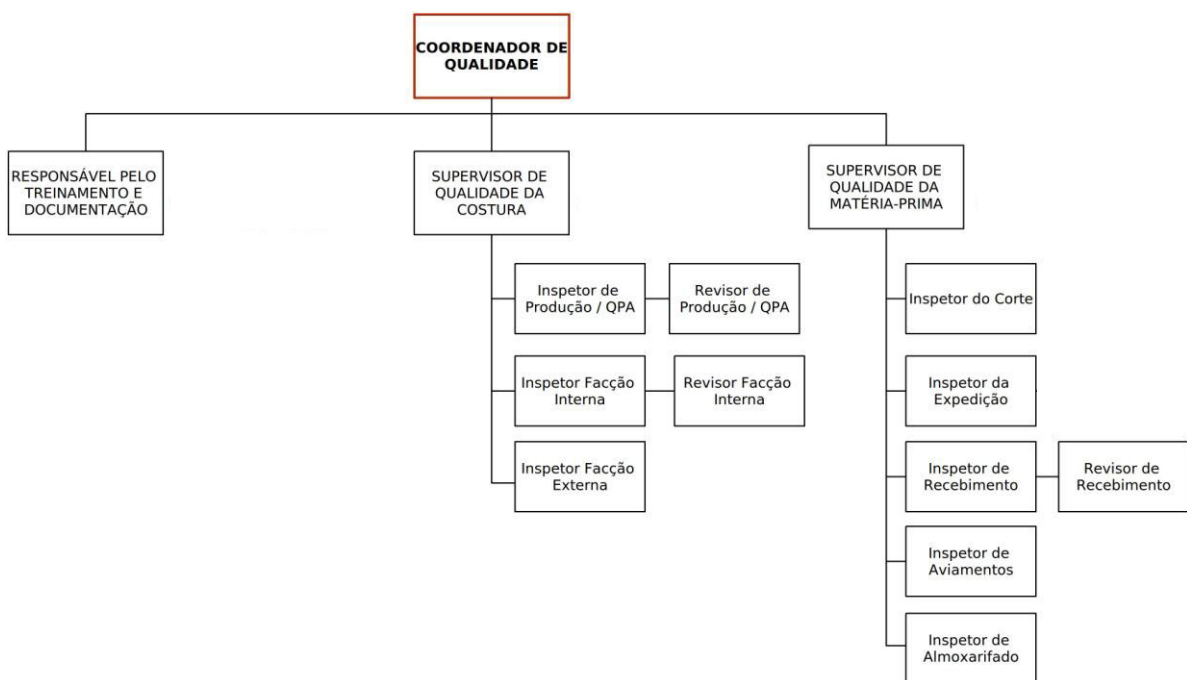 COORDENADOR DE
QUALIDADE
RESPONSÁVEL PELO
TREINAMENTO E
DOCUMENTAÇÃO
SUPERVISOR DE
QUALIDADE DA
COSTURA
SUPERVISOR DE
QUALIDADE DA
MATÉRIA-PRIMA
Inspetor de
Produção / QPA
Revisor de
Produção / QPA
Inspetor Facção
Interna
Revisor Facção
Interna
Inspetor Facção
Externa
Inspetor do Corte
Inspetor da
Expedição
Inspetor de
Recebimento
Revisor de
Recebimento
Inspetor de
Aviamentos
Inspetor de
Almoxarifado